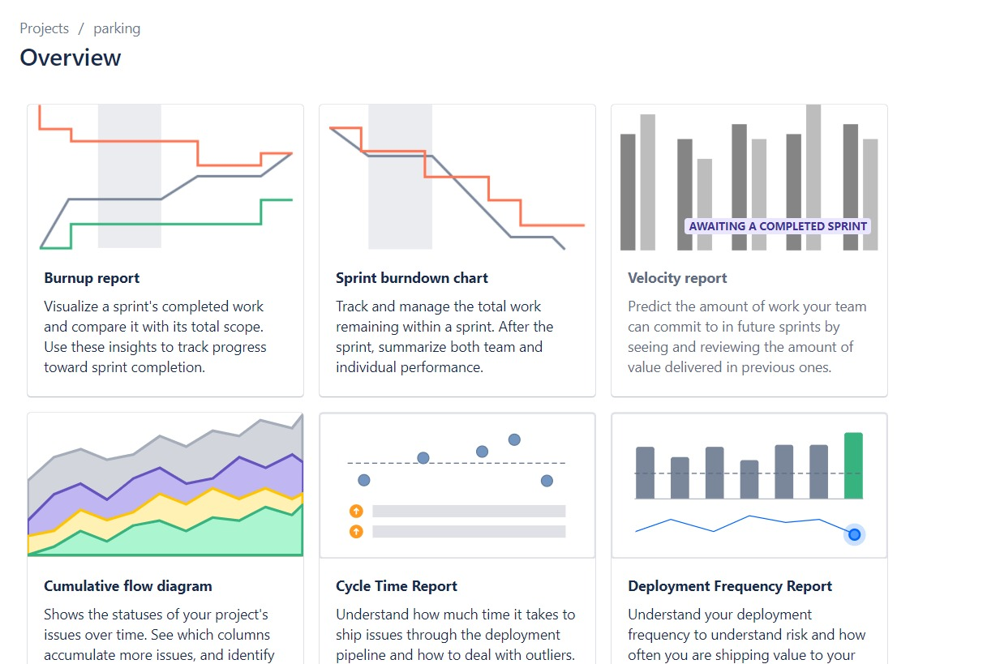 Projects / parking
Overview
AWAITING A COMPLETED SPRINT
Burnup report
Visualize a sprint's completed work
and compare it with its total scope.
Use these insights to track progress
toward sprint completion.
Sprint burndown chart
Track and manage the total work
remaining within a sprint. After the
sprint, summarize both team and
individual performance.
Velocity report
Predict the amount of work your team
can commit to in future sprints by
seeing and reviewing the amount of
value delivered in previous ones.
Cumulative flow diagram
Shows the statuses of your project's
issues over time. See which columns
accumulate more issues, and identify
Cycle Time Report
Understand how much time it takes to
ship issues through the deployment
pipeline and how to deal with outliers.
Deployment Frequency Report
Understand your deployment
frequency to understand risk and how
often you are shipping value to your